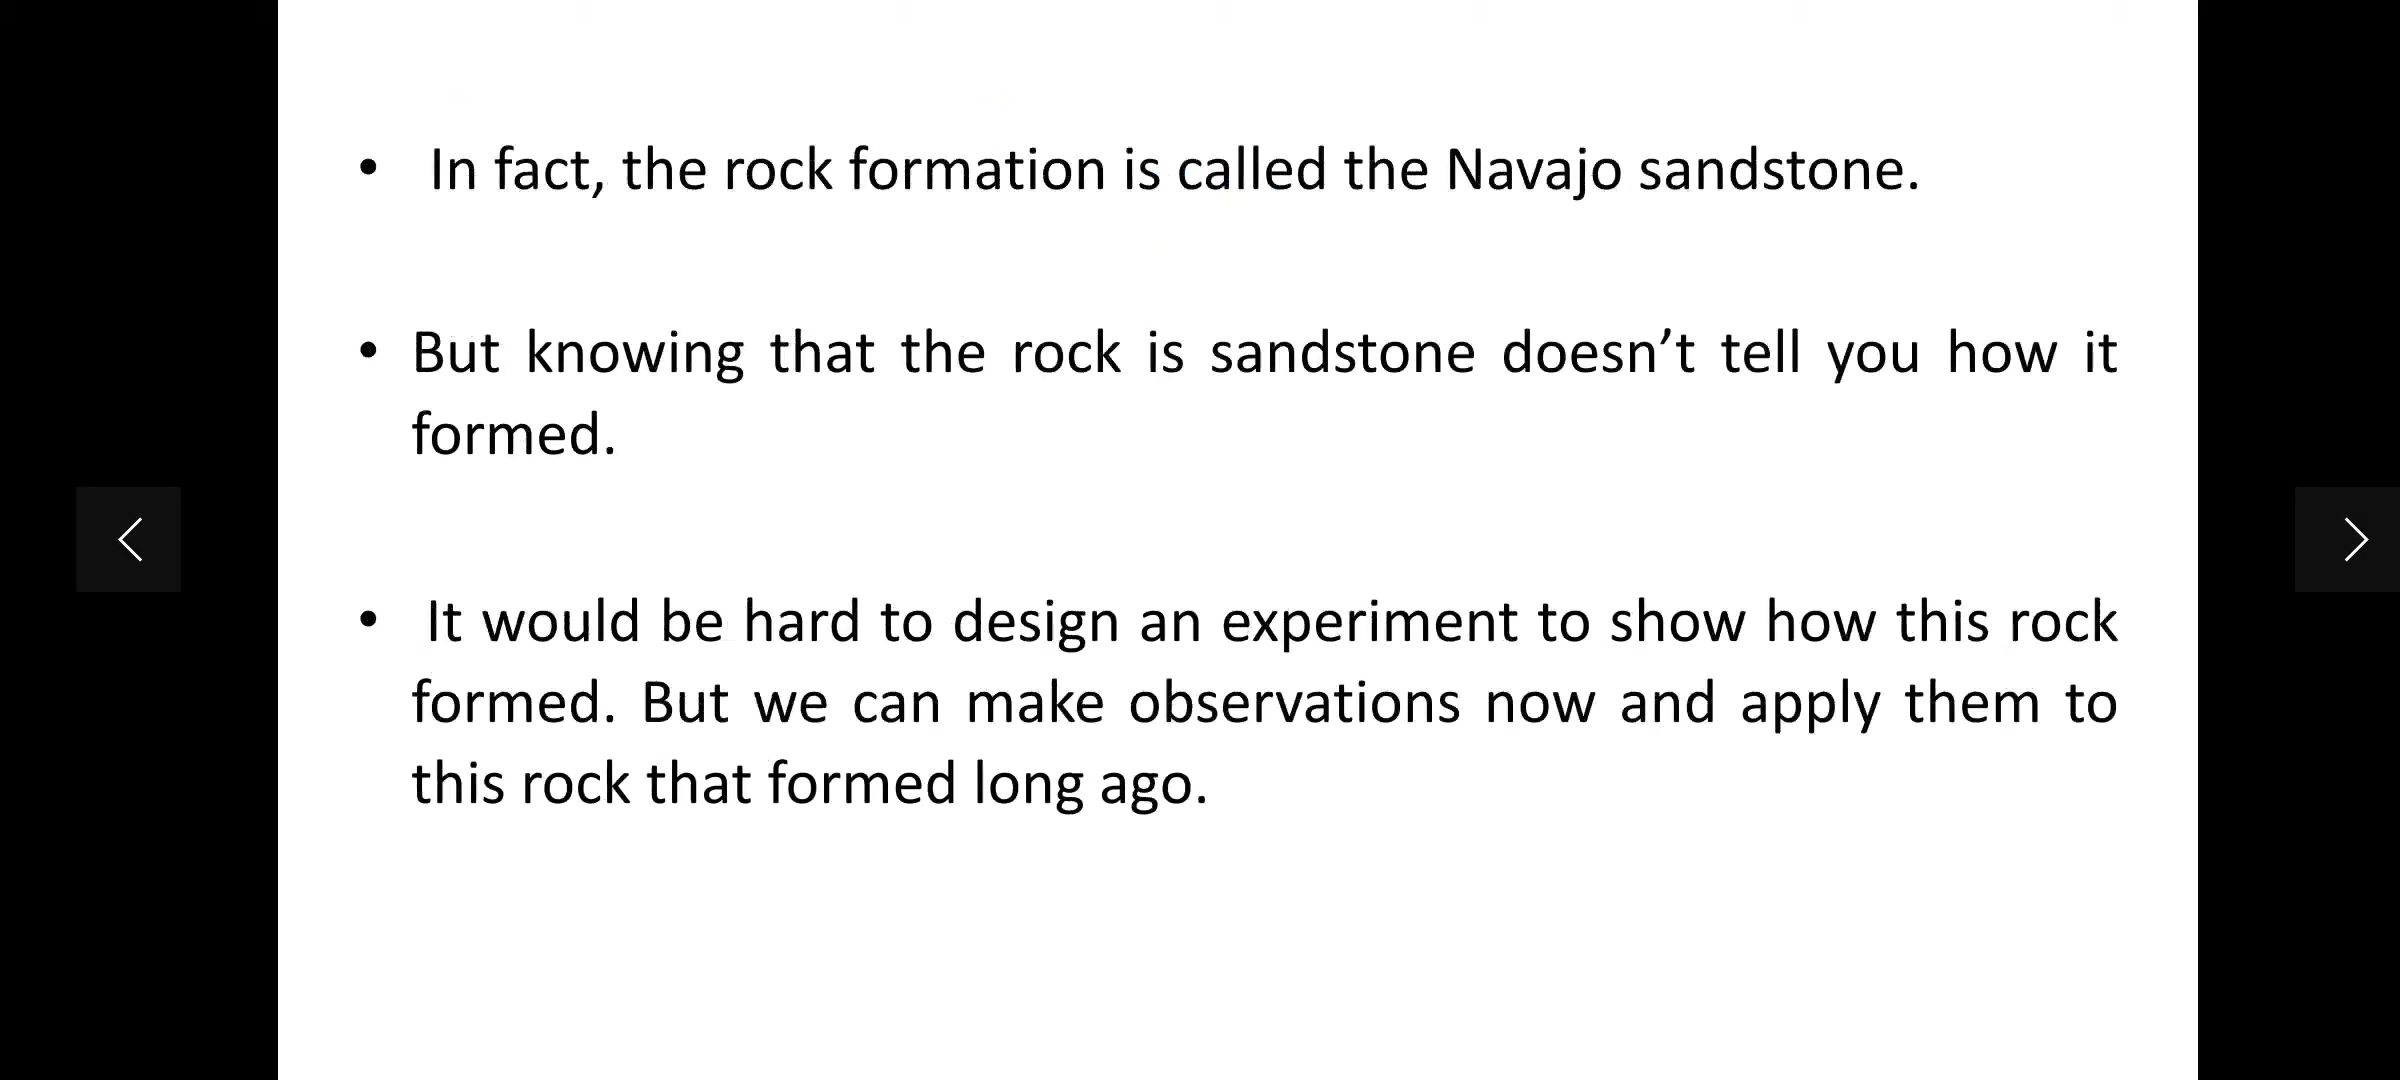 • In fact, the rock formation is called the Navajo sandstone.
• But knowing that the rock is sandstone doesn’t tell you how it
formed.
• It would be hard to design an experiment to show how this rock
formed. But we can make observations now and apply them to
this rock that formed long ago.